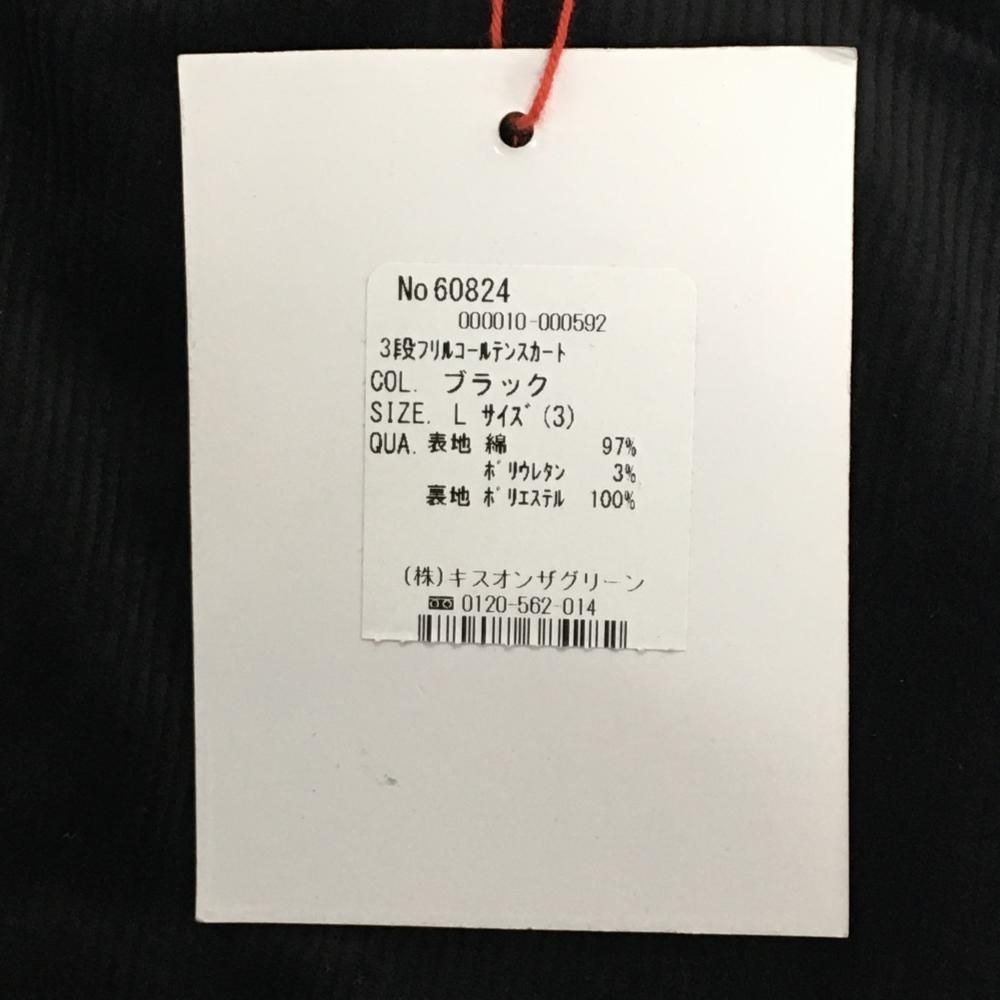 No 60824
000010-000592
3段フリルコールテンスカート
COL. ブラック
SIZE. L サイズ(3)
QUA. 表地 綿 97%
ポリウレタン 3%
裏地 ポリエステル 100%
(株)キスオンザグリーン
0120-562-014